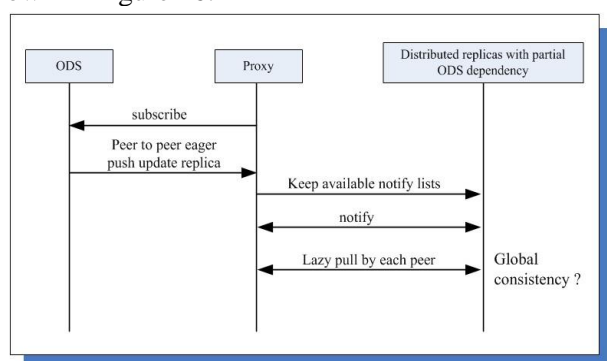 ODS
Proxy
Distributed replicas with partial
ODS dependency
subscribe
Peer to peer eager
push update replica
Keep available notify lists
notify
Lazy pull by each peer
Global
consistency ?